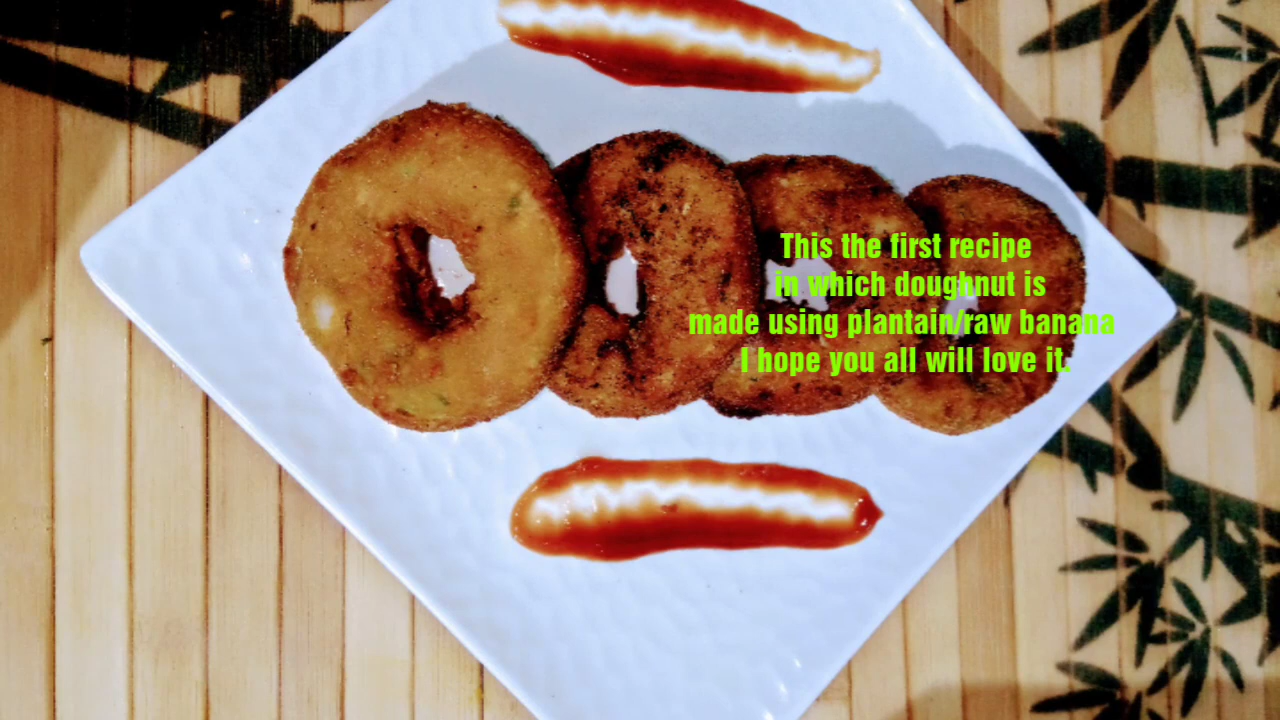 This the first recipe
in which doughnut is
made using plantain/raw banana
I hope you all will love it.